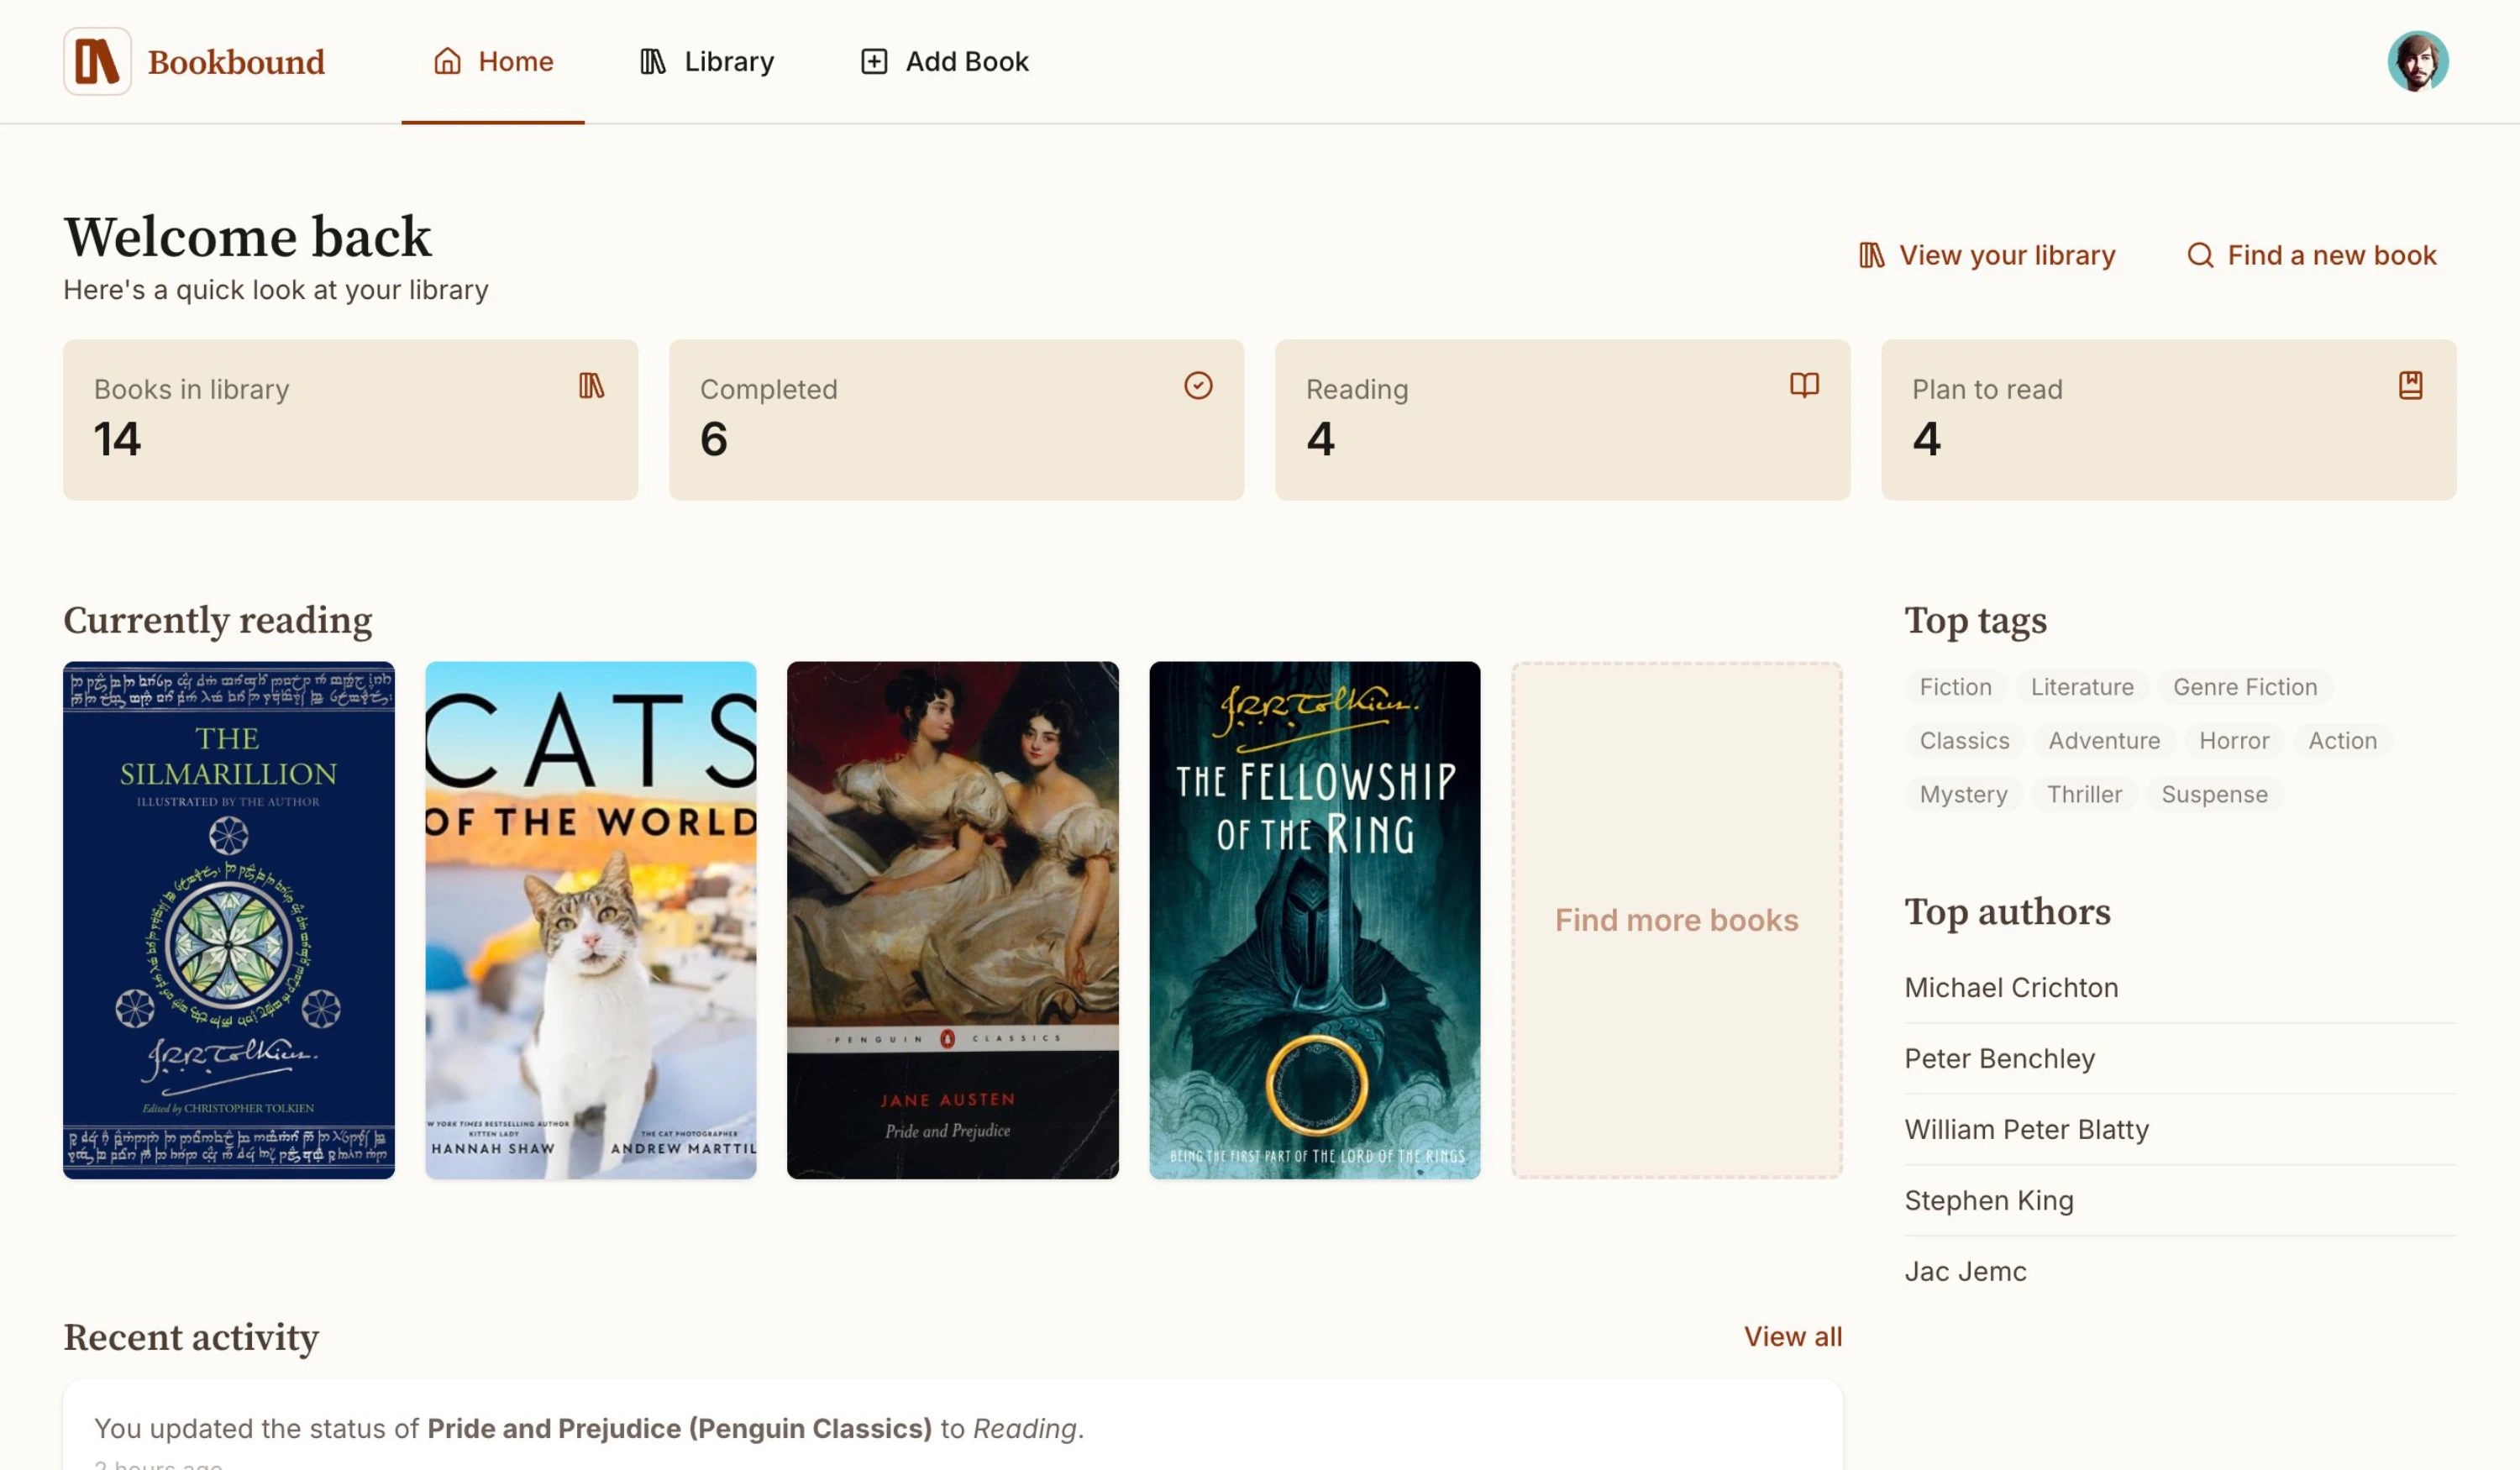 Bookbound
Home
Library
Add Book
Welcome back
Here's a quick look at your library
View your library
Find a new book
Books in library
14
Completed
6
Reading
4
Plan to read
4
Currently reading
THE
SILMARILLION
ILLUSTRATED BY THE AUTHOR
J.R.R. Tolkien.
Edited by CHRISTOPHER TOLKIEN
CATS
OF THE WORLD
W YORK TIMES BESTSELLING AUTHOR
KITTEN LADY
HANNAH SHAW
THE CAT PHOTOGRAPHER
ANDREW MARTTIL
PENGUIN CLASSICS
JANE AUSTEN
Pride and Prejudice
J.R.R. Tolkien.
THE FELLOWSHIP
OF THE RING
BEING THE FIRST PART OF THE LORD OF THE RINGS
Find more books
Top tags
Fiction Literature Genre Fiction
Classics Adventure Horror Action
Mystery Thriller Suspense
Top authors
Michael Crichton
Peter Benchley
William Peter Blatty
Stephen King
Jac Jemc
Recent activity
View all
You updated the status of Pride and Prejudice (Penguin Classics) to Reading.
2 hours ago